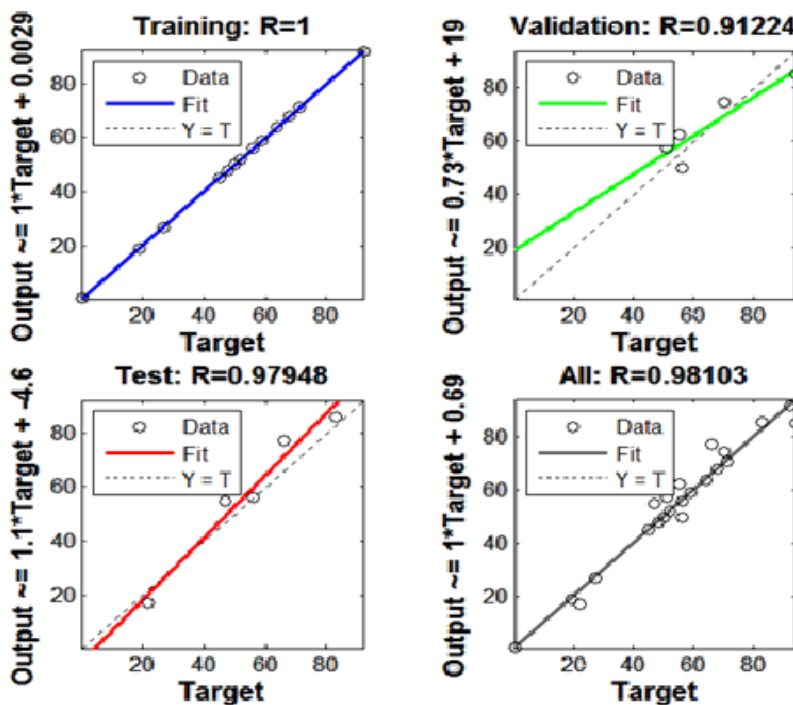 Training: R=1
Output ~= 1*Target + 0.0029
Data
Fit
Y = T
80
60
40
20
20 40 60 80
Target
Validation: R=0.91224
Output ~= 0.73*Target + 19
Data
Fit
Y = T
80
60
40
20
20 40 60 80
Target
Test: R=0.97948
Output ~= 1.1*Target + -4.6
Data
Fit
Y = T
80
60
40
20
20 40 60 80
Target
All: R=0.98103
Output ~= 1*Target + 0.69
Data
Fit
Y = T
80
60
40
20
20 40 60 80
Target